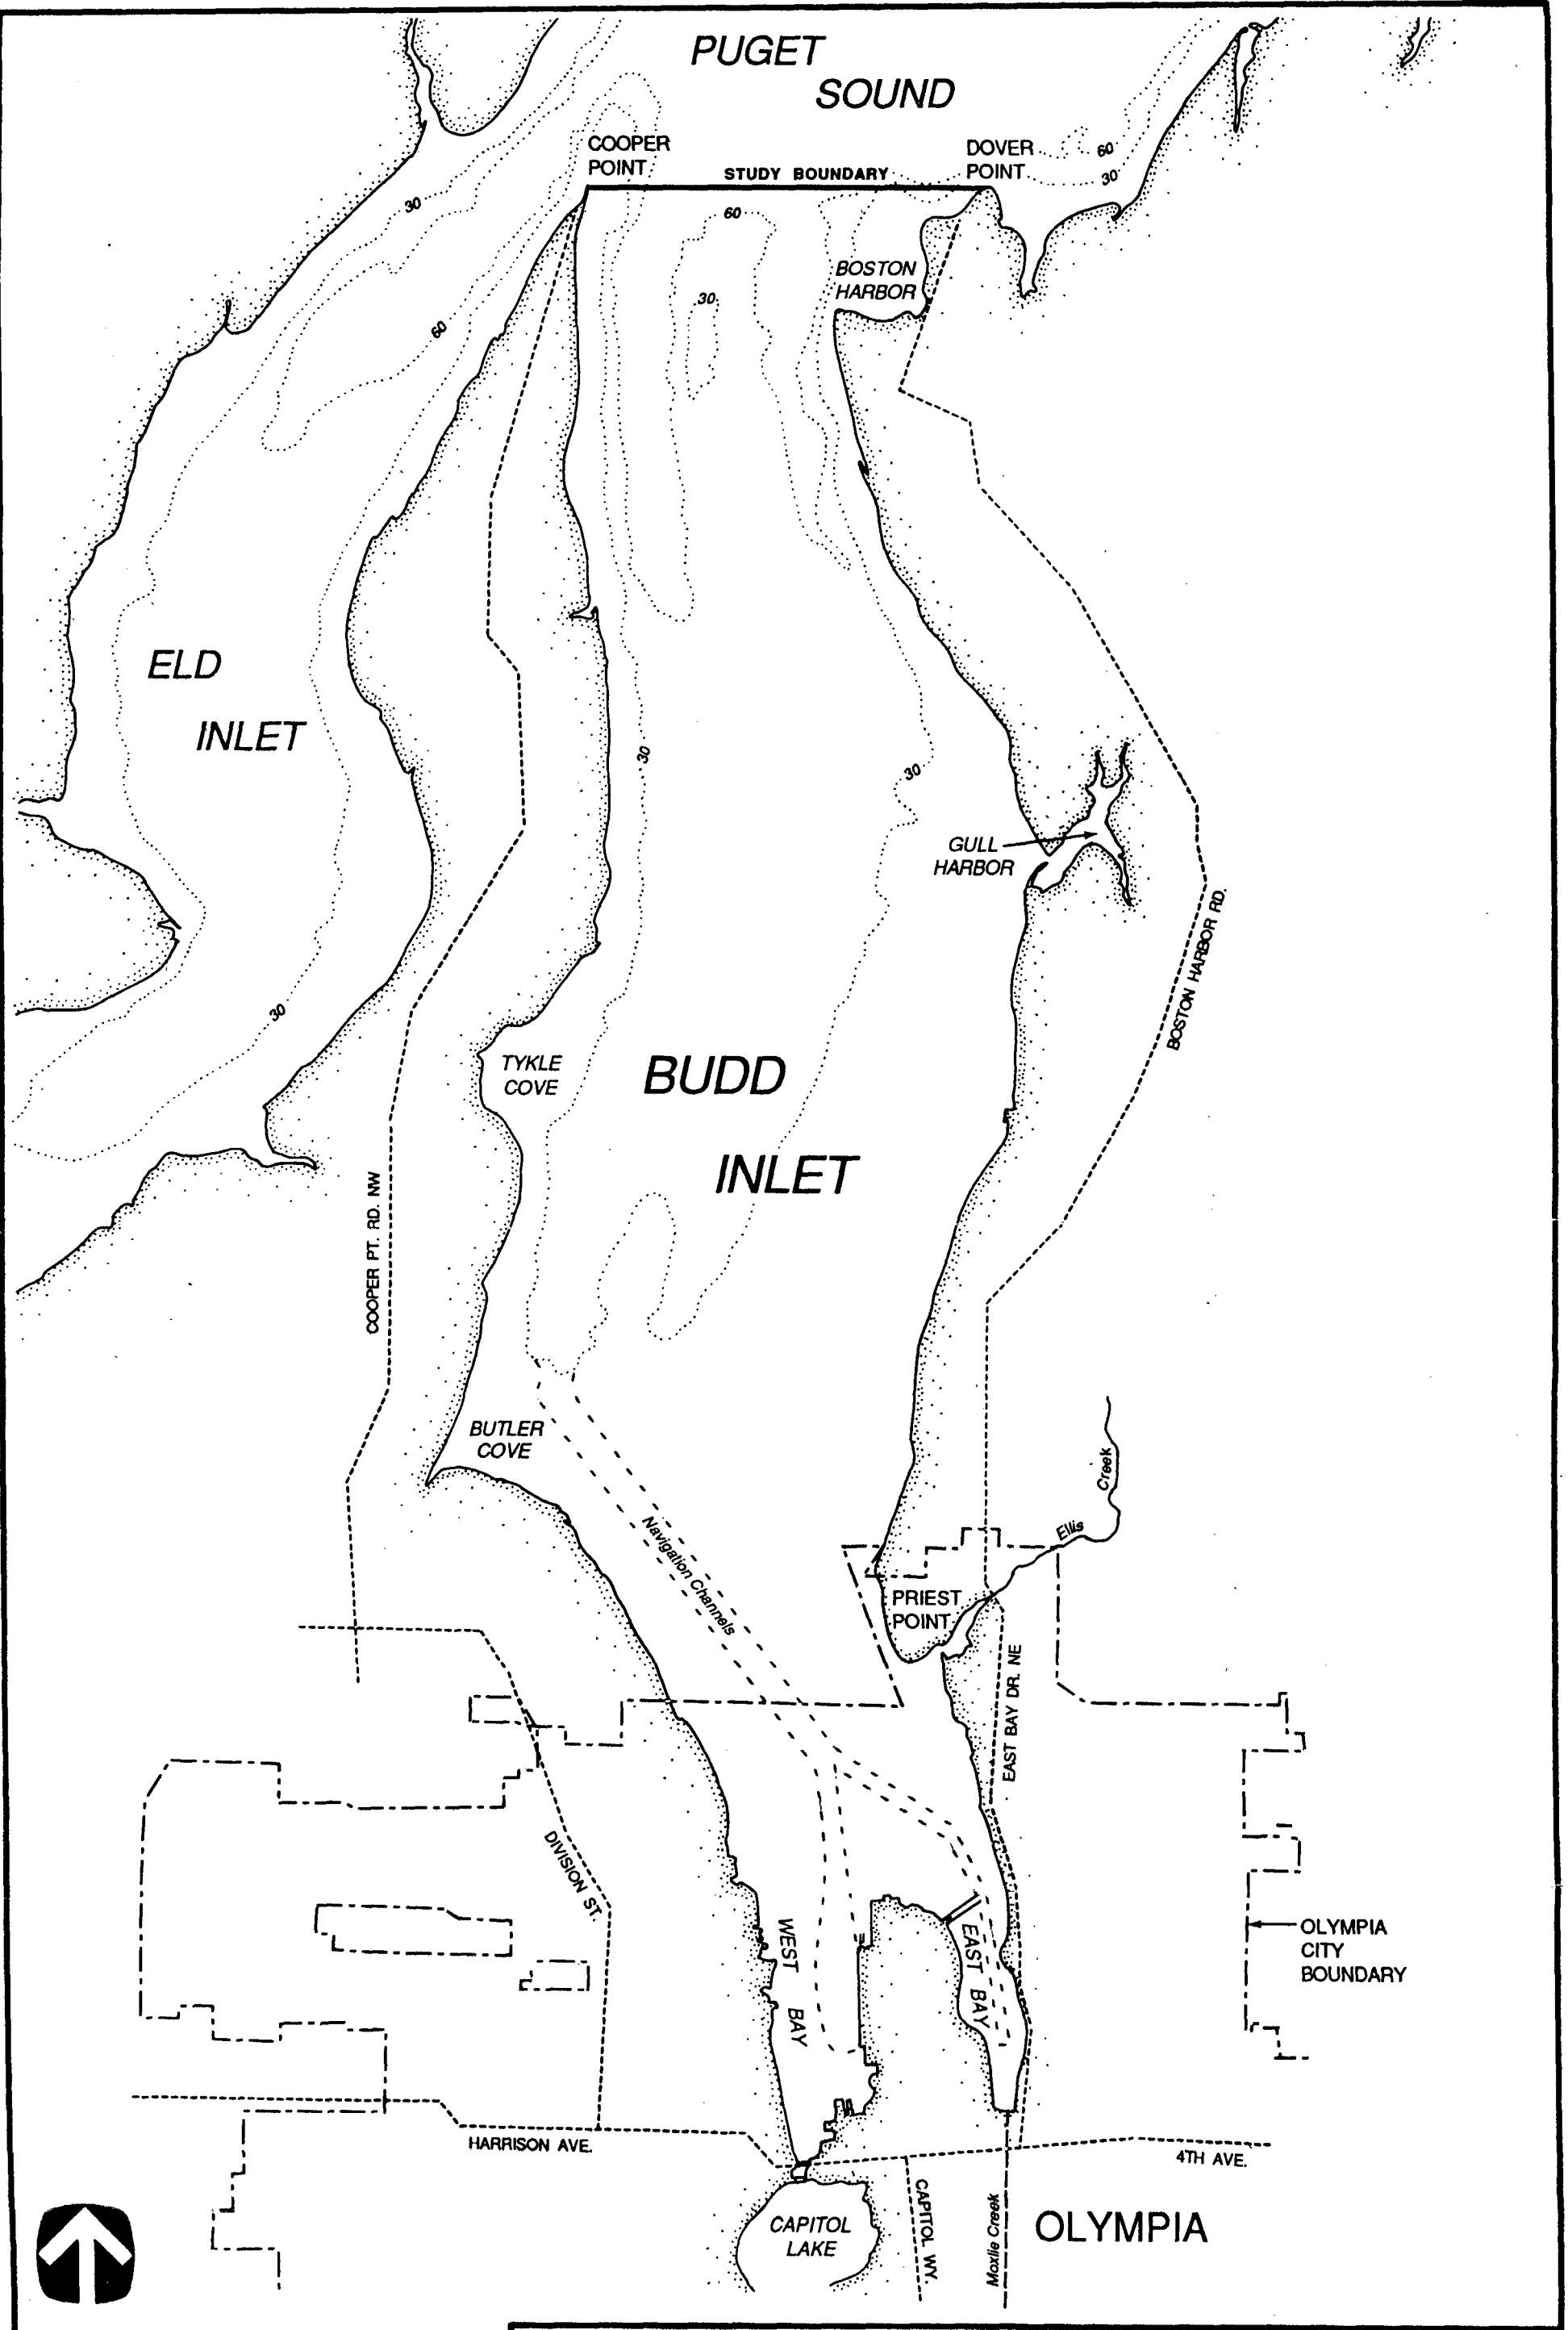 PUGET
SOUND
COOPER
POINT
DOVER
POINT
STUDY BOUNDARY
60
30
30
60
60
30
BOSTON
HARBOR
ELD
INLET
30
30
GULL
HARBOR
BOSTON HARBOR RD.
30
TYKLE
COVE
BUDD
INLET
COOPER PT. RD. NW
BUTLER
COVE
Navigation Channels
Creek
Ellis
PRIEST
POINT
EAST BAY DR. NE
DIVISION ST.
WEST
BAY
EAST
BAY
OLYMPIA
CITY
BOUNDARY
HARRISON AVE.
4TH AVE.
CAPITOL WY.
Moxlie Creek
OLYMPIA
CAPITOL
LAKE